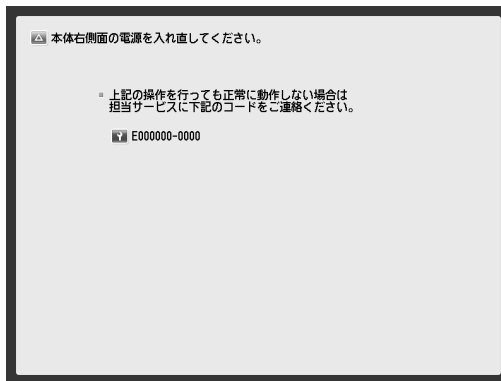 本体右側面の電源を入れ直してください。
上記の操作を行っても正常に動作しない場合は
担当サービスに下記のコードをご連絡ください。
E000000-0000